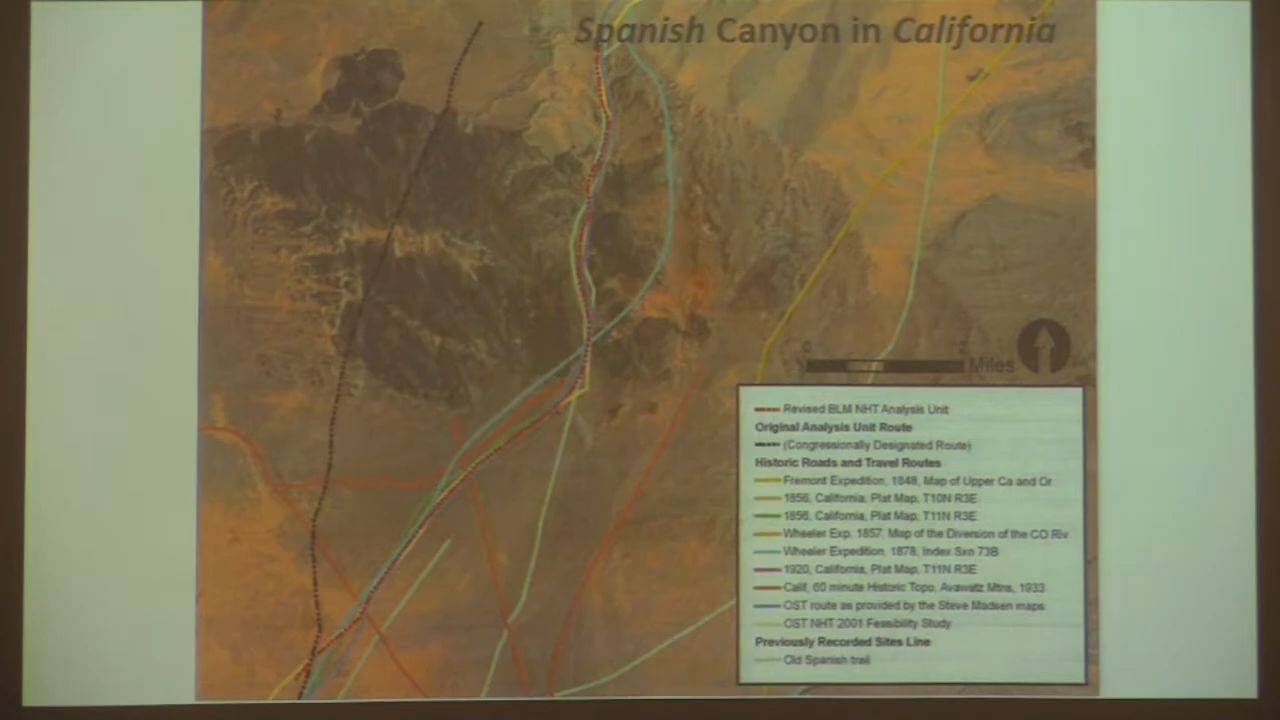 Spanish Canyon in California
0
Miles
Revised BLM NHT Analysis Unit
Original Analysis Unit Route
(Congressionally Designated Route)
Historic Roads and Travel Routes
Fremont Expedition, 1848, Map of Upper Ca and Or
1856, California, Plat Map, T10N R3E
1856, California, Plat Map, T11N R3E
Wheeler Exp. 1857, Map of the Diversion of the CO Riv
Wheeler Expedition, 1878, Index Sxn 73B
1920, California, Plat Map, T11N R3E
Calif, 60 minute Historic Topo, Avawatz Mtns, 1933
OST route as provided by the Steve Madsen maps
OST NHT 2001 Feasibility Study
Previously Recorded Sites Line
Old Spanish trail